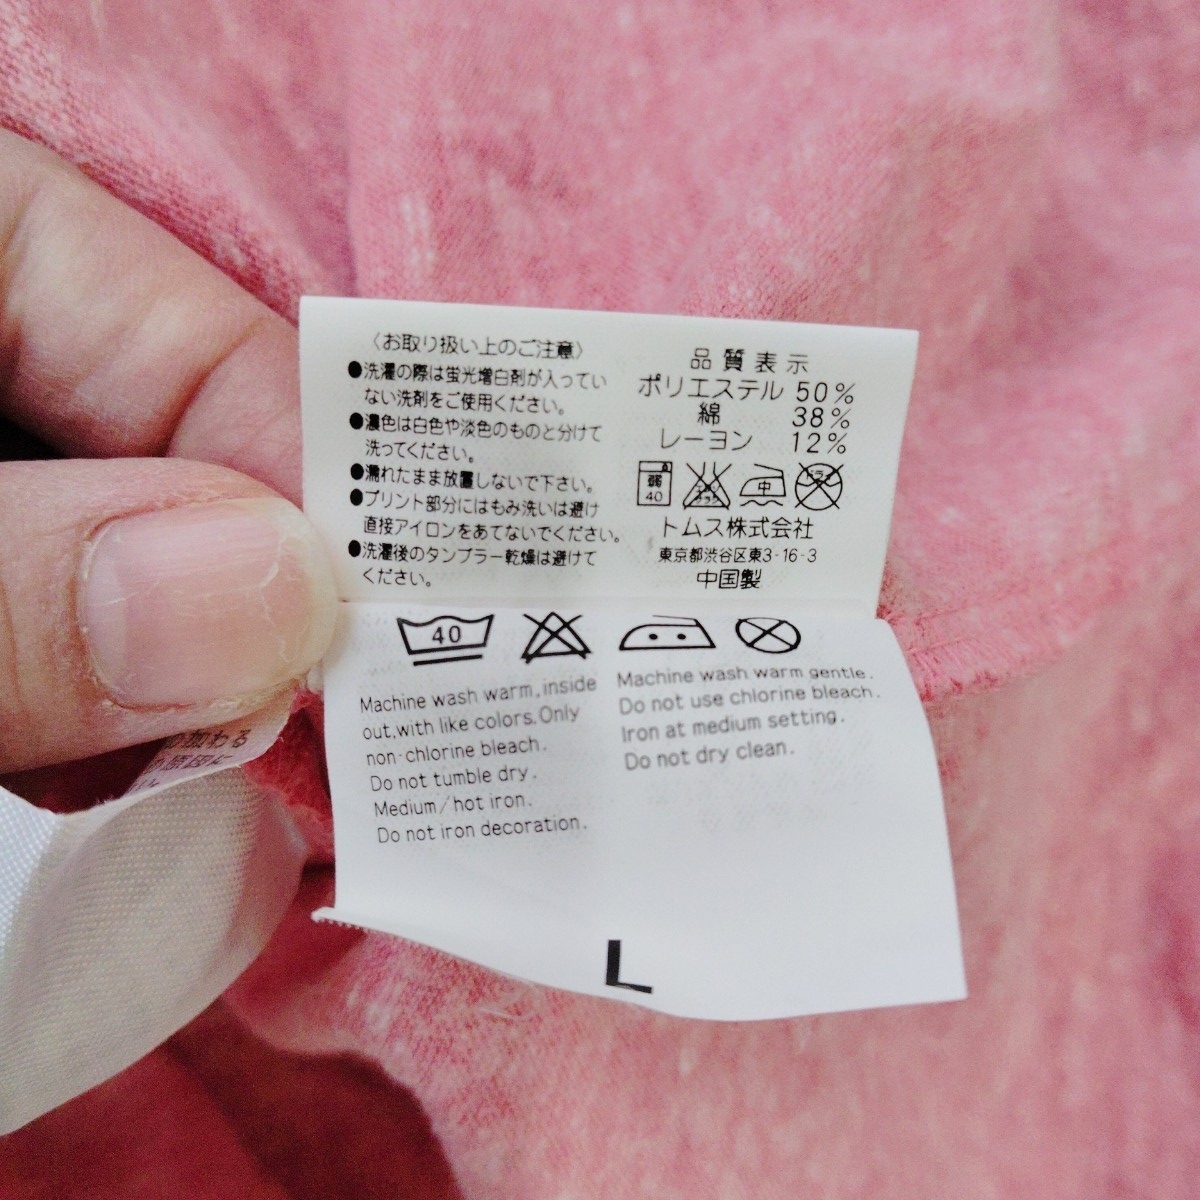 〈お取り扱い上のご注意〉
●洗濯の際は蛍光増白剤が入ってい
ない洗剤をご使用ください。
●濃色は白色や淡色のものと分けて
洗ってください。
●濡れたまま放置しないで下さい。
●プリント部分にはもみ洗いは避け
直接アイロンをあてないでください。
●洗濯後のタンブラー乾燥は避けて
ください。
品質表示
ポリエステル 50%
綿 38%
レーヨン 12%
弱 40 中
トムス株式会社
東京都渋谷区東3-16-3
中国製
40
Machine wash warm,inside
out,with like colors.Only
non-chlorine bleach.
Do not tumble dry.
Medium/hot iron.
Do not iron decoration.
Machine wash warm gentle.
Do not use chlorine bleach.
Iron at medium setting.
Do not dry clean.
L
の加わる